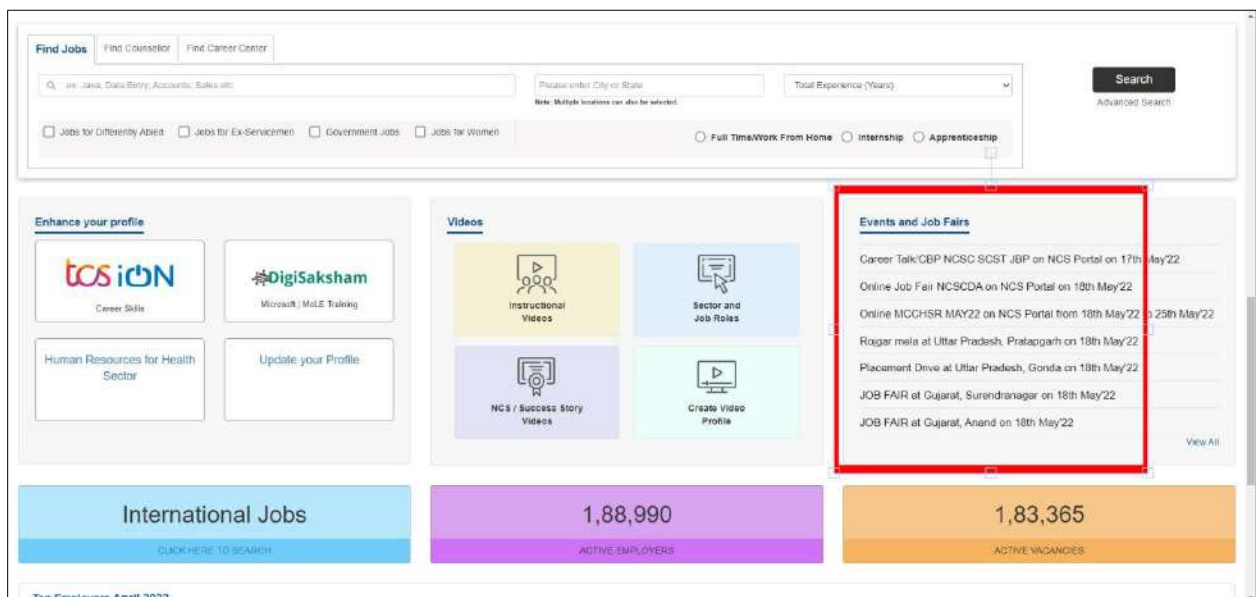 Find Jobs
Find Counsellor
Find Career Center
ex: Java, Data Entry, Accounts, Sales etc
Please enter City or State
Total Experience (Years)
Search
Note: Multiple locations can also be selected.
Advanced Search
Jobs for Differently Abled
Jobs for Ex-Servicemen
Government Jobs
Jobs for Women
Full Time/Work From Home
Internship
Apprenticeship
Enhance your profile
tcs iON
Career Skills
DigiSaksham
Microsoft | MoLE Training
Human Resources for Health
Sector
Update your Profile
Videos
Instructional
Videos
Sector and
Job Roles
NCS / Success Story
Videos
Create Video
Profile
Events and Job Fairs
Career Talk/CBP NCSC SCST JBP on NCS Portal on 17th May'22
Online Job Fair NCSCDA on NCS Portal on 18th May'22
Online MCCHSR MAY22 on NCS Portal from 18th May'22 to 25th May'22
Rojgar mela at Uttar Pradesh, Pratapgarh on 18th May'22
Placement Drive at Uttar Pradesh, Gonda on 18th May'22
JOB FAIR at Gujarat, Surendranagar on 18th May'22
JOB FAIR at Gujarat, Anand on 18th May'22
View All
International Jobs
CLICK HERE TO SEARCH
1,88,990
ACTIVE EMPLOYERS
1,83,365
ACTIVE VACANCIES
Top Employers April 2022